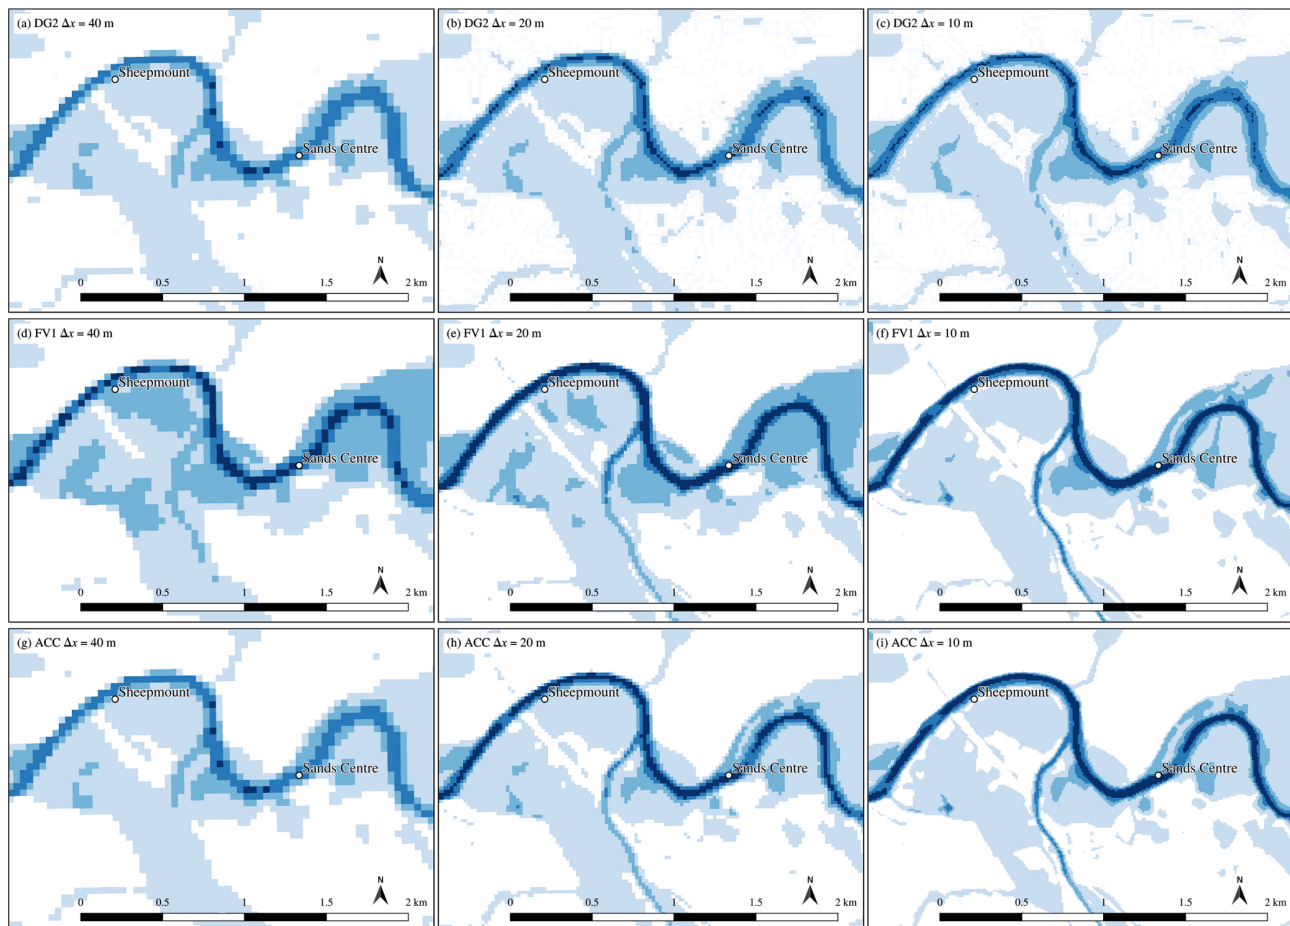 (a) DG2 Δx = 40 m
Sheepmount
Sands Centre
N
0 0.5 1 1.5 2 km
(b) DG2 Δx = 20 m
Sheepmount
Sands Centre
N
0 0.5 1 1.5 2 km
(c) DG2 Δx = 10 m
Sheepmount
Sands Centre
N
0 0.5 1 1.5 2 km
(d) FV1 Δx = 40 m
Sheepmount
Sands Centre
N
0 0.5 1 1.5 2 km
(e) FV1 Δx = 20 m
Sheepmount
Sands Centre
N
0 0.5 1 1.5 2 km
(f) FV1 Δx = 10 m
Sheepmount
Sands Centre
N
0 0.5 1 1.5 2 km
(g) ACC Δx = 40 m
Sheepmount
Sands Centre
N
0 0.5 1 1.5 2 km
(h) ACC Δx = 20 m
Sheepmount
Sands Centre
N
0 0.5 1 1.5 2 km
(i) ACC Δx = 10 m
Sheepmount
Sands Centre
N
0 0.5 1 1.5 2 km